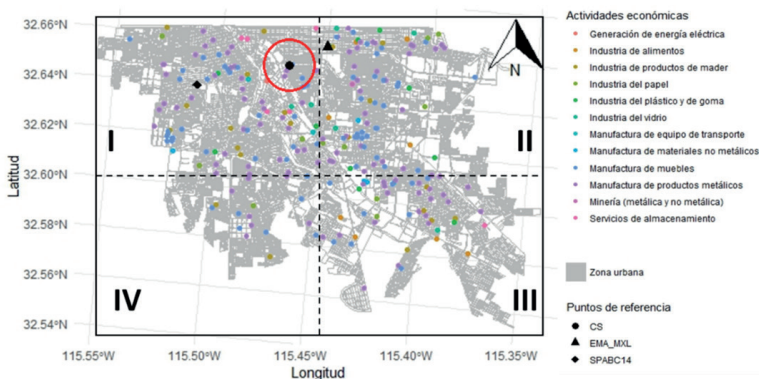 Latitud
32.66°N
32.64°N
32.62°N
32.60°N
32.58°N
32.56°N
32.54°N
I
II
III
IV
N
115.55°W
115.50°W
115.45°W
115.40°W
115.35°W
Longitud
Actividades económicas
Generación de energía eléctrica
Industria de alimentos
Industria de productos de mader
Industria del papel
Industria del plástico y de goma
Industria del vidrio
Manufactura de equipo de transporte
Manufactura de materiales no metálicos
Manufactura de muebles
Manufactura de productos metálicos
Minería (metálica y no metálica)
Servicios de almacenamiento
Zona urbana
Puntos de referencia
CS
EMA_MXL
SPABC14